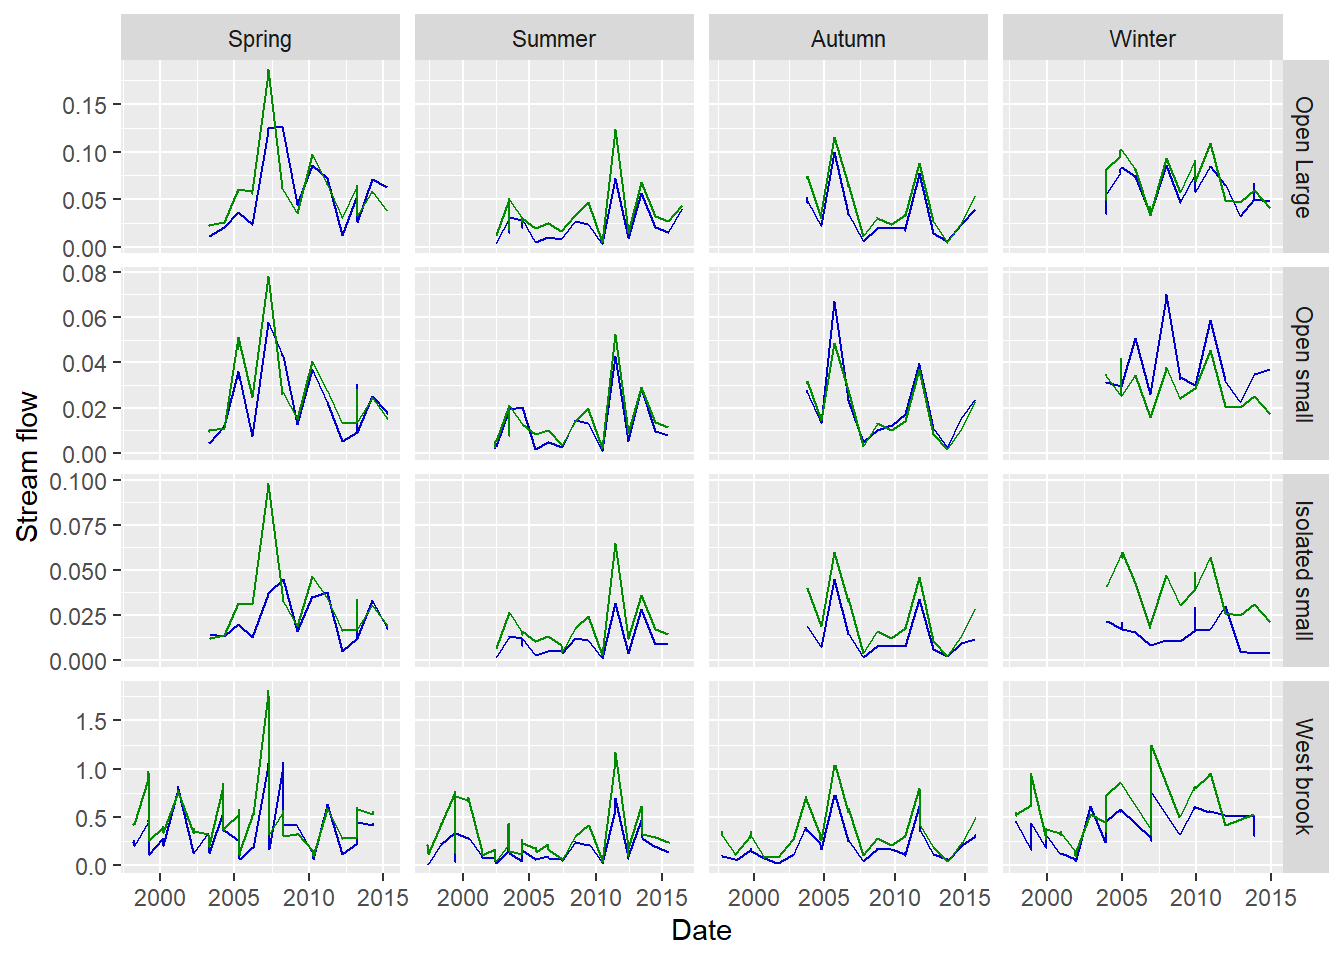 Spring Summer Autumn Winter
0.15
0.10
0.05
0.00
Open Large
0.08
0.06
0.04
0.02
0.00
Open small
0.100
0.075
0.050
0.025
0.000
Isolated small
1.5
1.0
0.5
0.0
West brook
Stream flow
2000 2005 2010 2015 2000 2005 2010 2015 2000 2005 2010 2015 2000 2005 2010 2015
Date